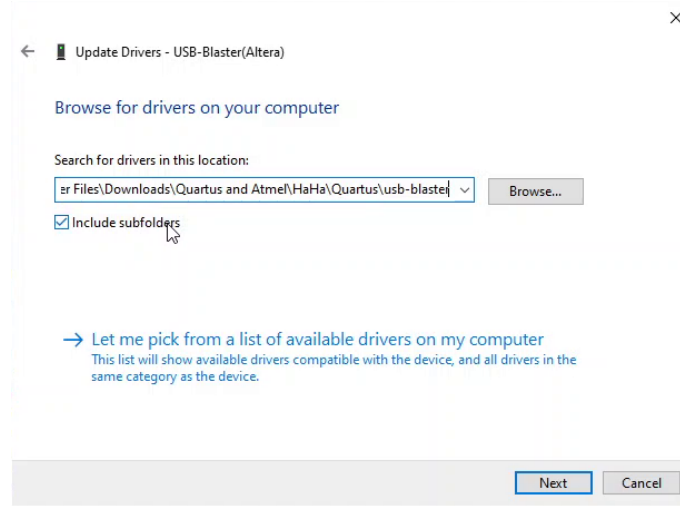 Update Drivers - USB-Blaster(Altera)
Browse for drivers on your computer
Search for drivers in this location:
er Files\Downloads\Quartus and Atmel\HaHa\Quartus\usb-blaster
Browse...
Include subfolders
Let me pick from a list of available drivers on my computer
This list will show available drivers compatible with the device, and all drivers in the
same category as the device.
Next
Cancel